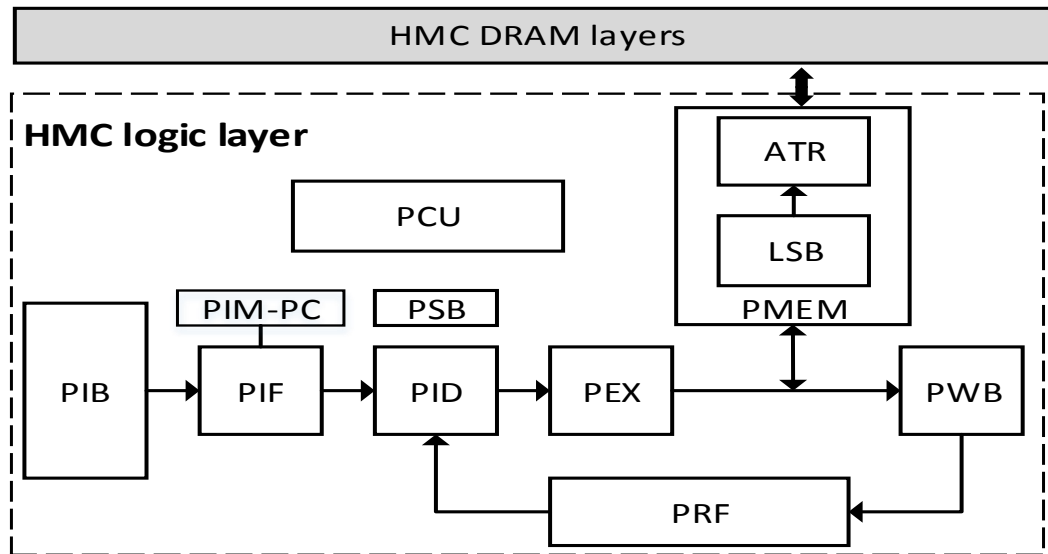 HMC DRAM layers
HMC logic layer
ATR
PCU
LSB
PIM-PC
PSB
PMEM
PIB
PIF
PID
PEX
PWB
PRF